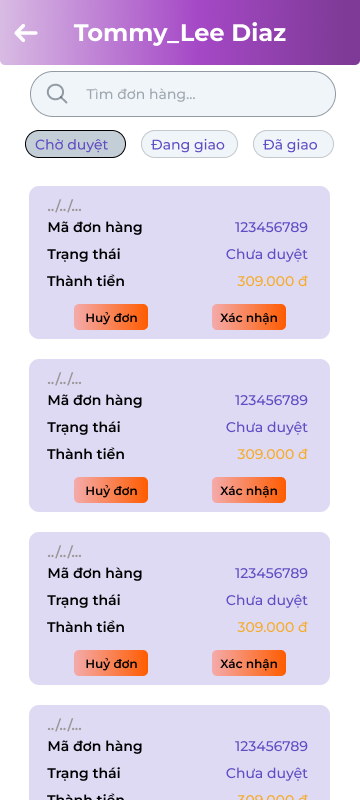 Tommy_Lee Diaz
Tìm đơn hàng...
Chờ duyệt Đang giao Đã giao
../../...
Mã đơn hàng 123456789
Trạng thái Chưa duyệt
Thành tiền 309.000 đ
Huỷ đơn Xác nhận
../../...
Mã đơn hàng 123456789
Trạng thái Chưa duyệt
Thành tiền 309.000 đ
Huỷ đơn Xác nhận
../../...
Mã đơn hàng 123456789
Trạng thái Chưa duyệt
Thành tiền 309.000 đ
Huỷ đơn Xác nhận
../../...
Mã đơn hàng 123456789
Trạng thái Chưa duyệt
Thành tiền 309.000 đ